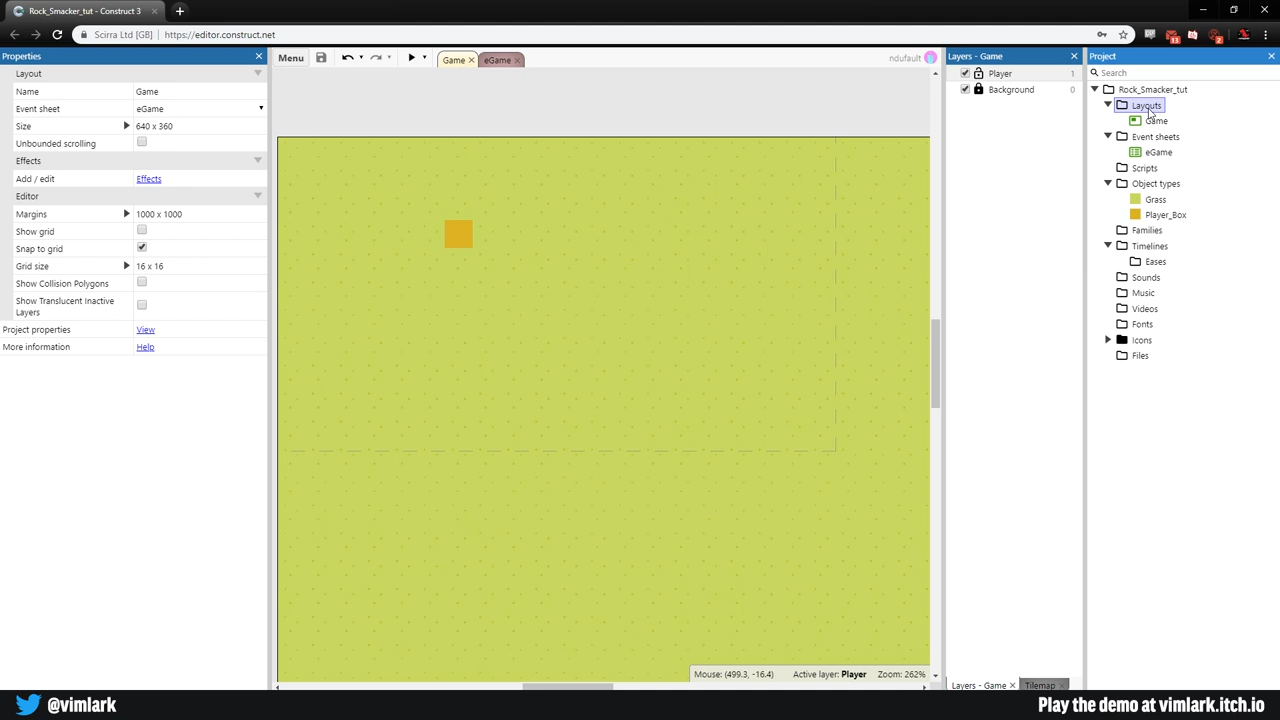 Rock_Smacker_tut - Construct 3
Scirra Ltd [GB] | https://editor.construct.net
Properties
Layout
Name Game
Event sheet eGame
Size 640 x 360
Unbounded scrolling
Effects
Add / edit Effects
Editor
Margins 1000 x 1000
Show grid
Snap to grid
Grid size 16 x 16
Show Collision Polygons
Show Translucent Inactive
Layers
Project properties View
More information Help
Menu
Game
eGame
ndufault
Mouse: (499.3, -16.4) Active layer: Player Zoom: 262%
Layers - Game
Player 1
Background 0
Layers - Game
Tilemap
Project
Search
Rock_Smacker_tut
Layouts
Game
Event sheets
eGame
Scripts
Object types
Grass
Player_Box
Families
Timelines
Eases
Sounds
Music
Videos
Fonts
Icons
Files
@vimlark
Play the demo at vimlark.itch.io